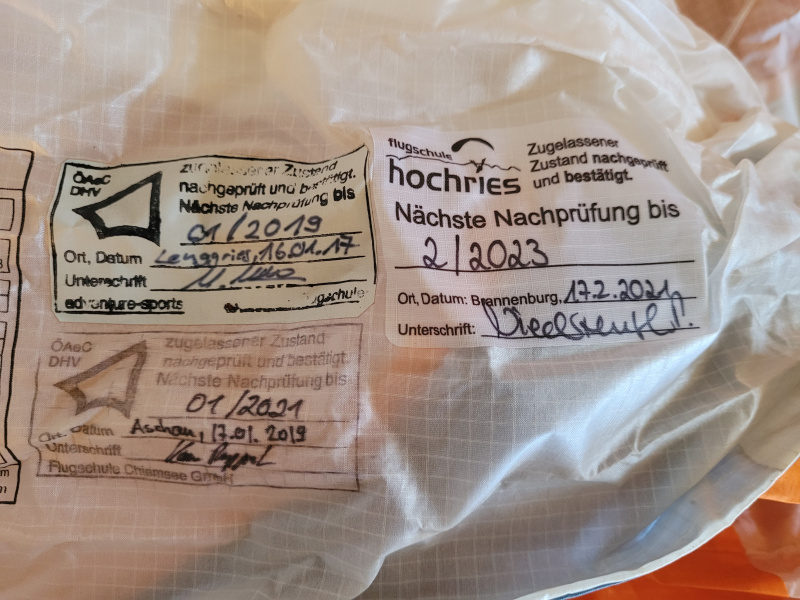 ÖAeC
DHV
zugelassener Zustand
nachgeprüft und bestätigt.
Nächste Nachprüfung bis
01/2019
Ort, Datum Lenggries, 16.01.17
Unterschrift
adventure-sports
flugschule
ÖAeC
DHV
zugelassener Zustand
nachgeprüft und bestätigt.
Nächste Nachprüfung bis
01/2021
Ort, Datum Aschau, 17.01.2019
Unterschrift
Flugschule Chiemsee GmbH
flugschule
hochries
Zugelassener
Zustand nachgeprüft
und bestätigt.
Nächste Nachprüfung bis
2/2023
Ort, Datum: Brannenburg, 17.2.2021
Unterschrift: